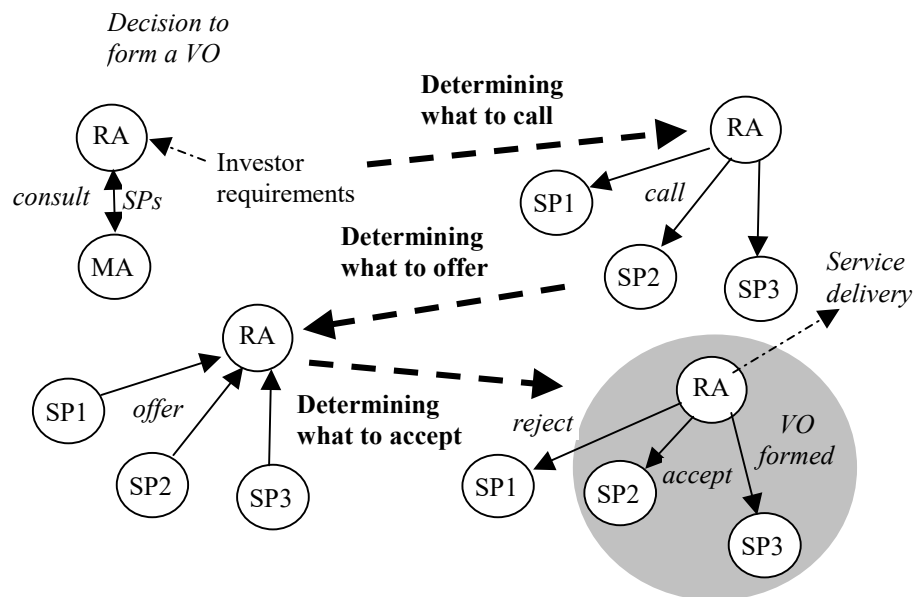 Decision to
form a VO
RA
consult
SPs
MA
Investor
requirements
Determining
what to call
RA
SP1
call
SP2
SP3
Determining
what to offer
RA
SP1
offer
SP2
SP3
Determining
what to accept
Service
delivery
RA
reject
SP1
SP2
accept
VO
formed
SP3